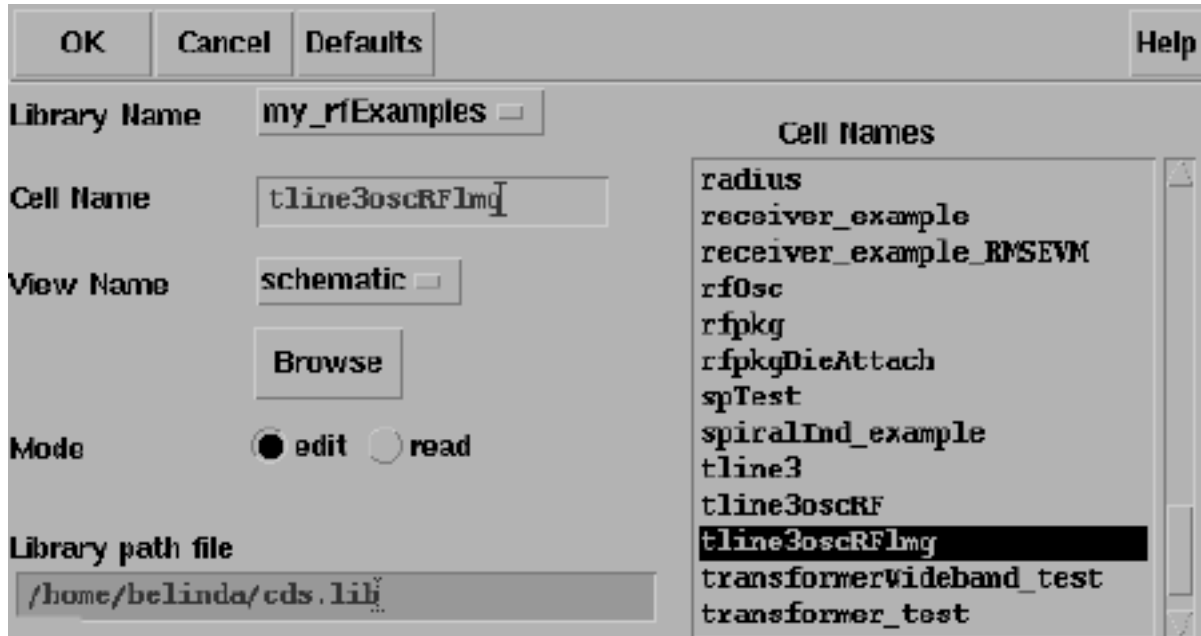 OK Cancel Defaults Help
Library Name my_rfExamples
Cell Name tline3oscRFlmg
View Name schematic
Browse
Mode edit read
Library path file
/home/belinda/cds.lib
Cell Names
radius
receiver_example
receiver_example_RMSEVM
rfOsc
rfpkg
rfpkgDieAttach
spTest
spiralInd_example
tline3
tline3oscRF
tline3oscRFlmg
transformerWideband_test
transformer_test